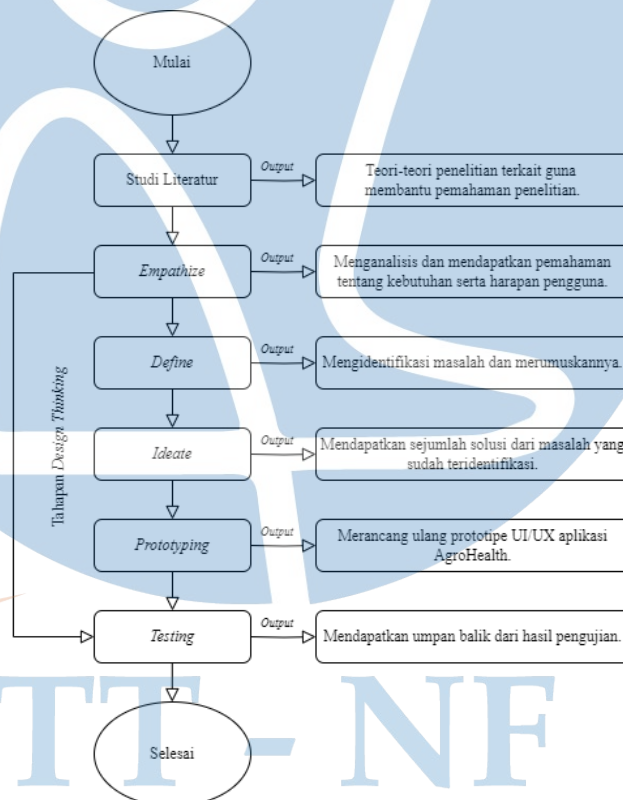 Mulai
Studi Literatur
Output
Teori-teori penelitian terkait guna
membantu pemahaman penelitian.
Empathize
Output
Menganalisis dan mendapatkan pemahaman
tentang kebutuhan serta harapan pengguna.
Define
Output
Mengidentifikasi masalah dan merumuskannya.
Tahapan Design Thinking
Ideate
Output
Mendapatkan sejumlah solusi dari masalah yang
sudah teridentifikasi.
Prototyping
Output
Merancang ulang prototipe UI/UX aplikasi
AgroHealth.
Testing
Output
Mendapatkan umpan balik dari hasil pengujian.
Selesai
TT - NF